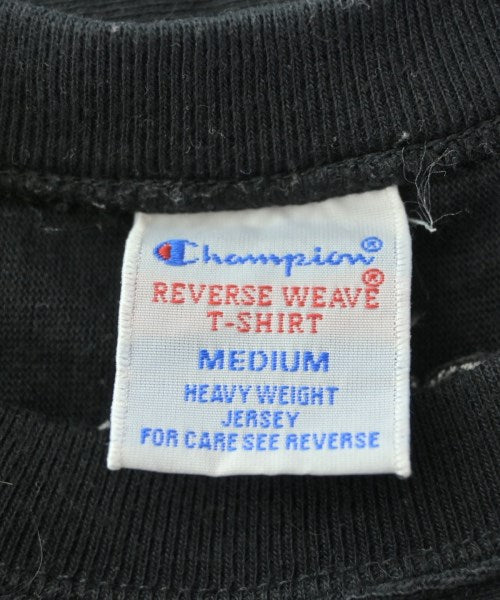 Champion®
REVERSE WEAVE®
T-SHIRT
MEDIUM
HEAVY WEIGHT
JERSEY
FOR CARE SEE REVERSE